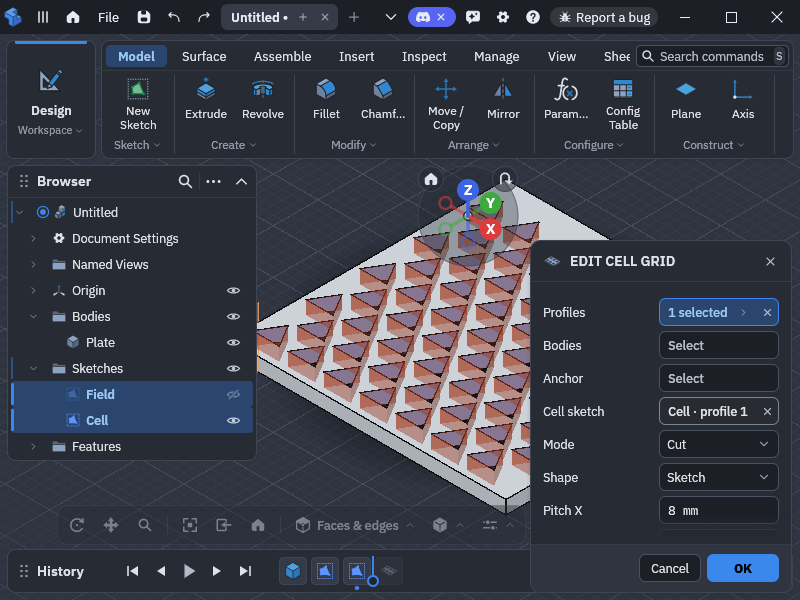 File
Untitled •
Report a bug
Design
Workspace
Model
Surface
Assemble
Insert
Inspect
Manage
View
Shee
Search commands
S
New Sketch
Extrude
Revolve
Fillet
Chamf...
Move / Copy
Mirror
Param...
Config Table
Plane
Axis
Sketch
Create
Modify
Arrange
Configure
Construct
Browser
Untitled
Document Settings
Named Views
Origin
Bodies
Plate
Sketches
Field
Cell
Features
Z
Y
X
EDIT CELL GRID
Profiles
1 selected
Bodies
Select
Anchor
Select
Cell sketch
Cell · profile 1
Mode
Cut
Shape
Sketch
Pitch X
8 mm
Cancel
OK
Faces & edges
History